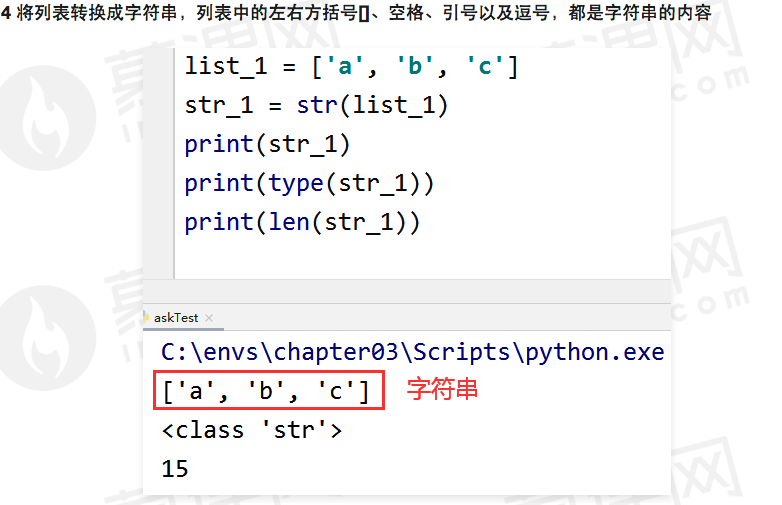 4 将列表转换成字符串，列表中的左右方括号[]、空格、引号以及逗号，都是字符串的内容
list_1 = ['a', 'b', 'c']
str_1 = str(list_1)
print(str_1)
print(type(str_1))
print(len(str_1))
askTest ×
C:\envs\chapter03\Scripts\python.exe
['a', 'b', 'c'] 字符串
<class 'str'>
15